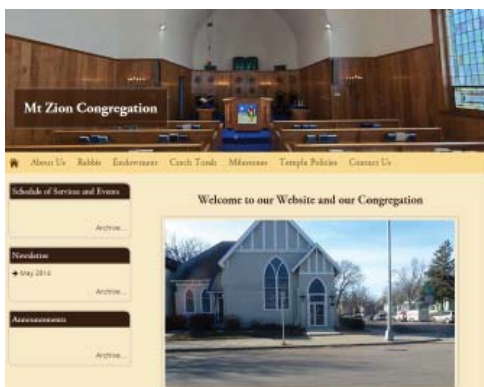 Mt Zion Congregation
About Us Rabbis Endowment Czech Torah Milestones Temple Policies Contact Us
Schedule of Services and Events
Archive...
Newsletter
May 2014
Archive...
Announcements
Archive...
Welcome to our Website and our Congregation